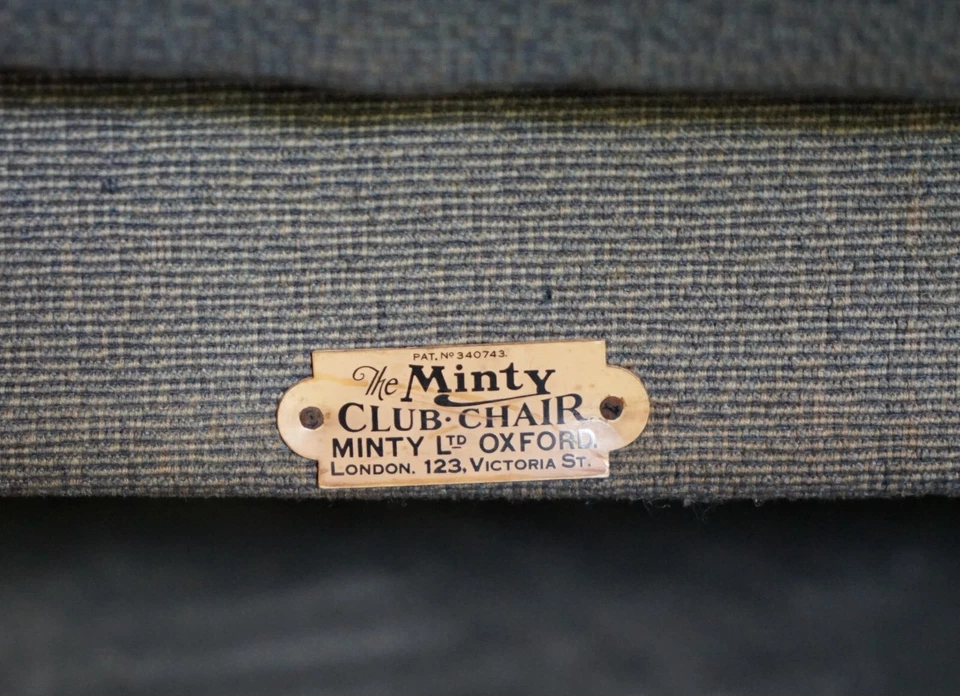 PAT. Nº 340743.
The Minty
CLUB·CHAIR
MINTY LTD OXFORD.
LONDON. 123, VICTORIA ST.